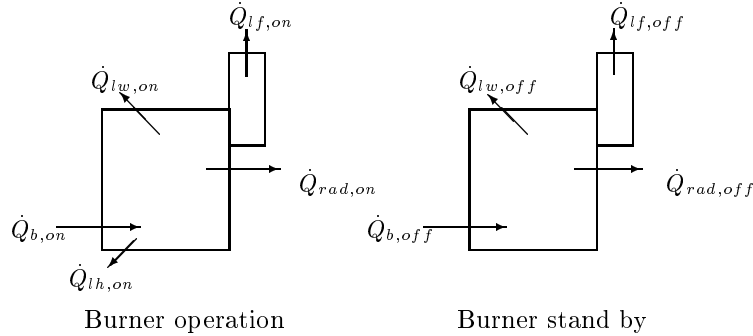 Q̇lf,on
Q̇lf,off
Q̇lw,on
Q̇lw,off
Q̇rad,on
Q̇rad,off
Q̇b,on
Q̇b,off
Q̇lh,on
Burner operation
Burner stand by